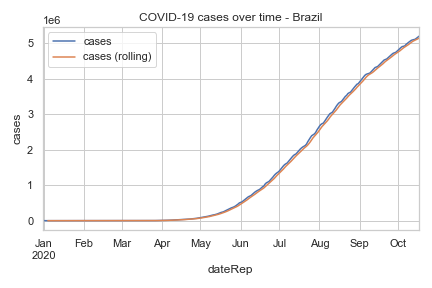 COVID-19 cases over time - Brazil
1e6
cases
cases (rolling)
5
4
3
2
1
0
cases
Jan Feb Mar Apr May Jun Jul Aug Sep Oct
2020
dateRep